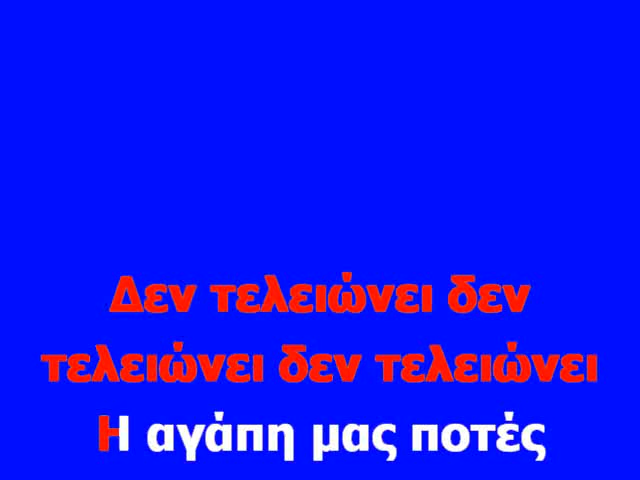 Δεν τελειώνει δεν
τελειώνει δεν τελειώνει
Η αγάπη μας ποτές